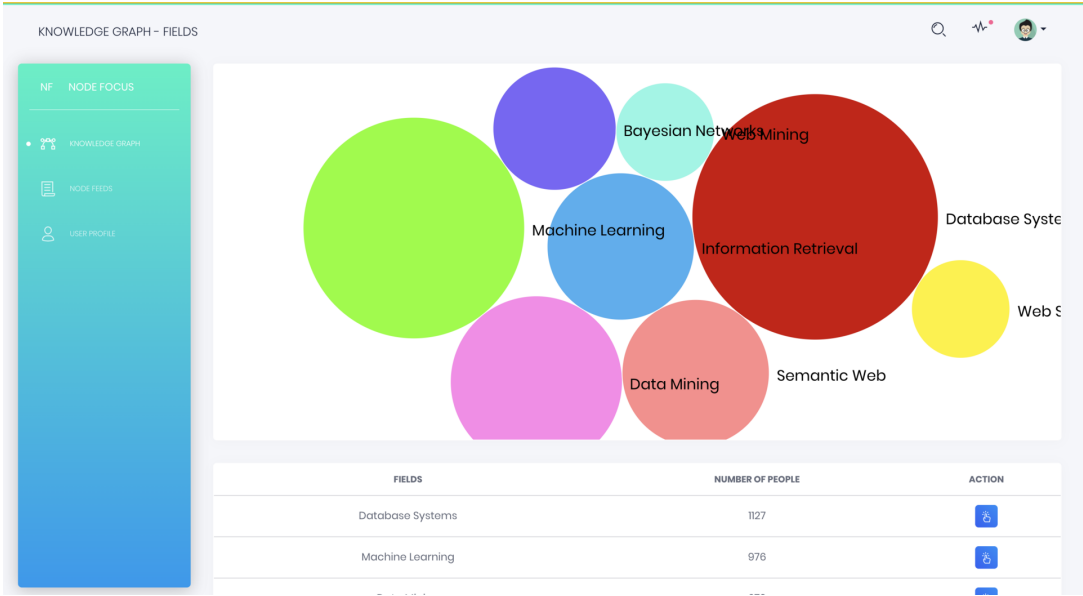 KNOWLEDGE GRAPH - FIELDS
NF NODE FOCUS
KNOWLEDGE GRAPH
NODE FEEDS
USER PROFILE
Bayesian Networks
Web Mining
Database Syste
Machine Learning
Information Retrieval
Web S
Semantic Web
Data Mining
FIELDS NUMBER OF PEOPLE ACTION
Database Systems 1127
Machine Learning 976